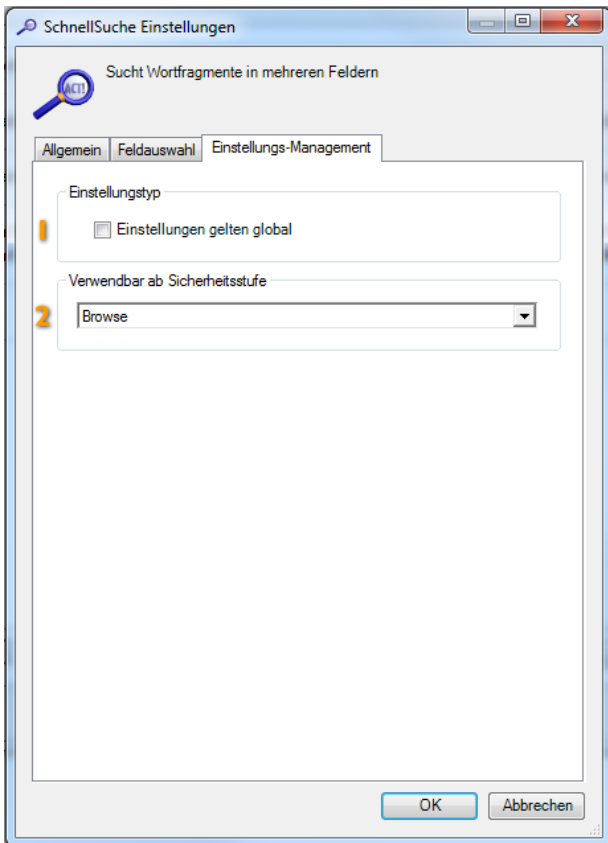 SchnellSuche Einstellungen
ACT!
Sucht Wortfragmente in mehreren Feldern
Allgemein Feldauswahl Einstellungs-Management
Einstellungstyp
1 Einstellungen gelten global
Verwendbar ab Sicherheitsstufe
2 Browse
OK Abbrechen